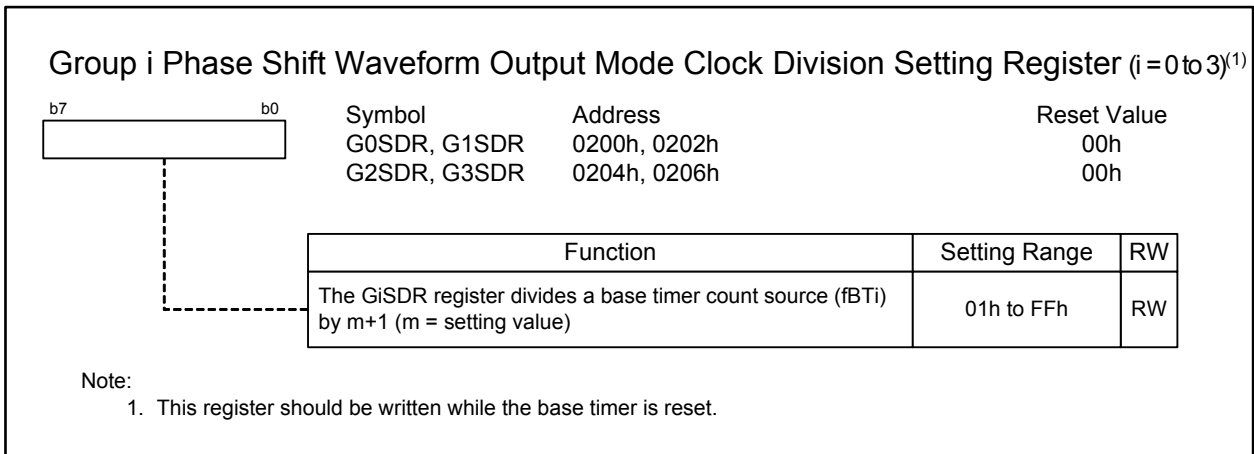 Group i Phase Shift Waveform Output Mode Clock Division Setting Register (i = 0 to 3)(1)
b7 b0 Symbol Address Reset Value
G0SDR, G1SDR 0200h, 0202h 00h
G2SDR, G3SDR 0204h, 0206h 00h
Function Setting Range RW
The GiSDR register divides a base timer count source (fBTi)
by m+1 (m = setting value) 01h to FFh RW
Note:
1. This register should be written while the base timer is reset.